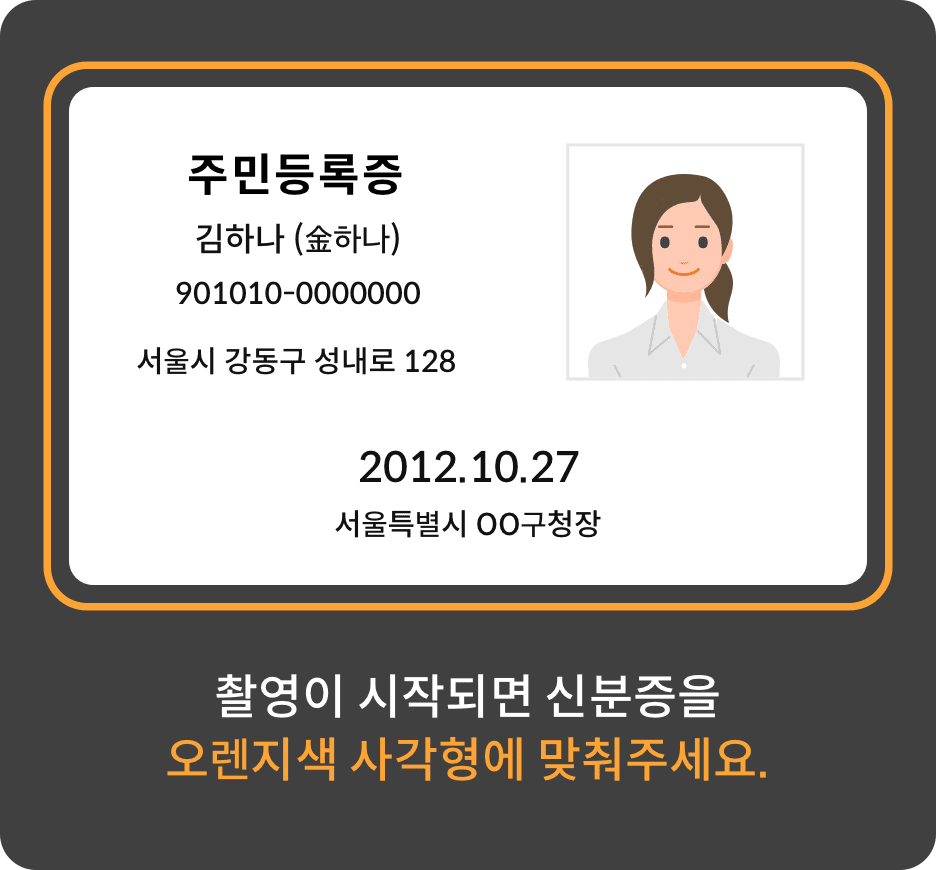 주민등록증
김하나 (金하나)
901010-0000000
서울시 강동구 성내로 128
2012.10.27
서울특별시 OO구청장
촬영이 시작되면 신분증을
오렌지색 사각형에 맞춰주세요.